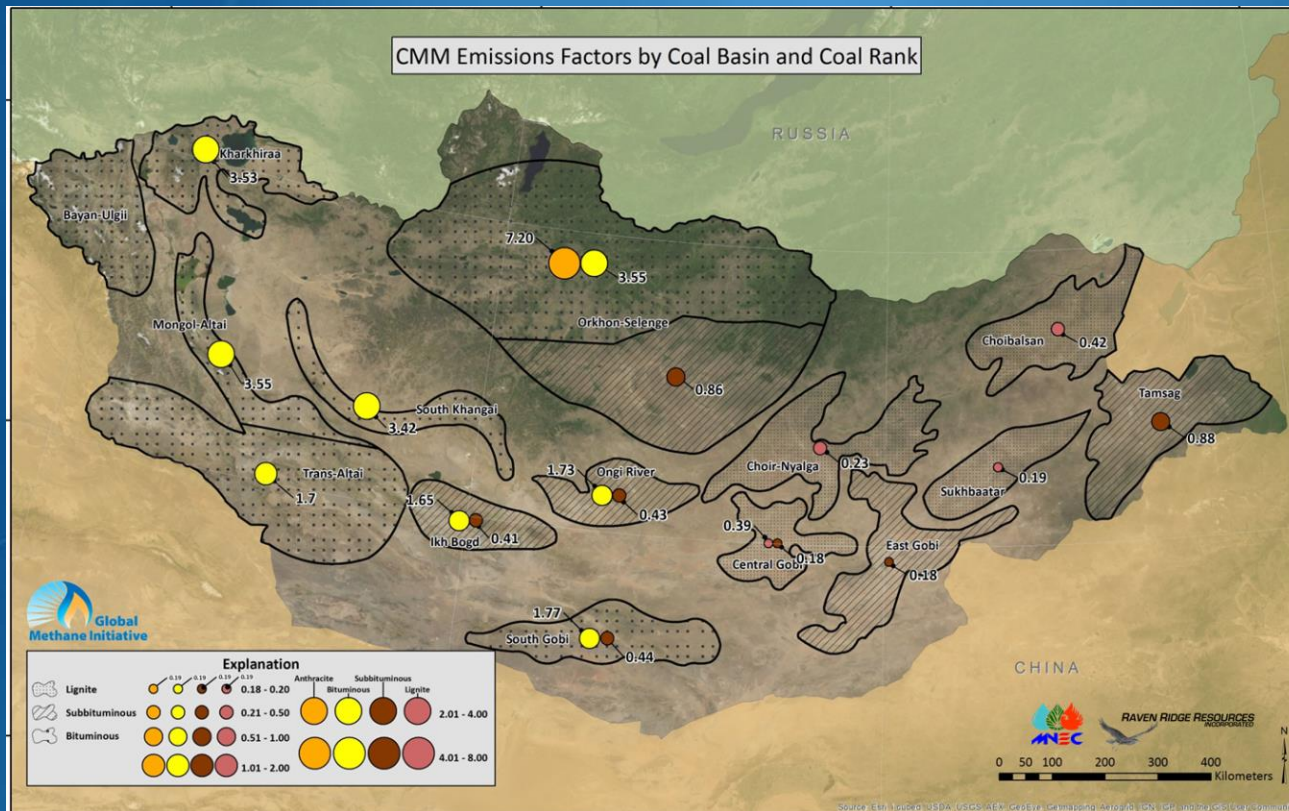 CMM Emissions Factors by Coal Basin and Coal Rank
RUSSIA
Kharkhiraa
3.53
Bayan-Ulgii
7.20
3.55
Orkhon-Selenge
Mongol-Altai
3.55
Choibalsan
0.42
0.86
Tamsag
0.88
South Khangai
3.42
Choir-Nyalga
0.23
Sukhbaatar
0.19
Trans-Altai
1.7
1.73
Ongi River
0.43
1.65
Ikh Bogd
0.41
0.39
Central Gobi
0.18
East Gobi
0.18
1.77
South Gobi
0.44
CHINA
Global
Methane Initiative
Explanation
Lignite
Subbituminous
Bituminous
0.19 0.19 0.19 0.19
0.18 - 0.20
0.21 - 0.50
0.51 - 1.00
1.01 - 2.00
Anthracite
Bituminous
Subbituminous
Lignite
2.01 - 4.00
4.01 - 8.00
MNEC
RAVEN RIDGE RESOURCES
INCORPORATED
N
0 50 100 200 300 400
Kilometers